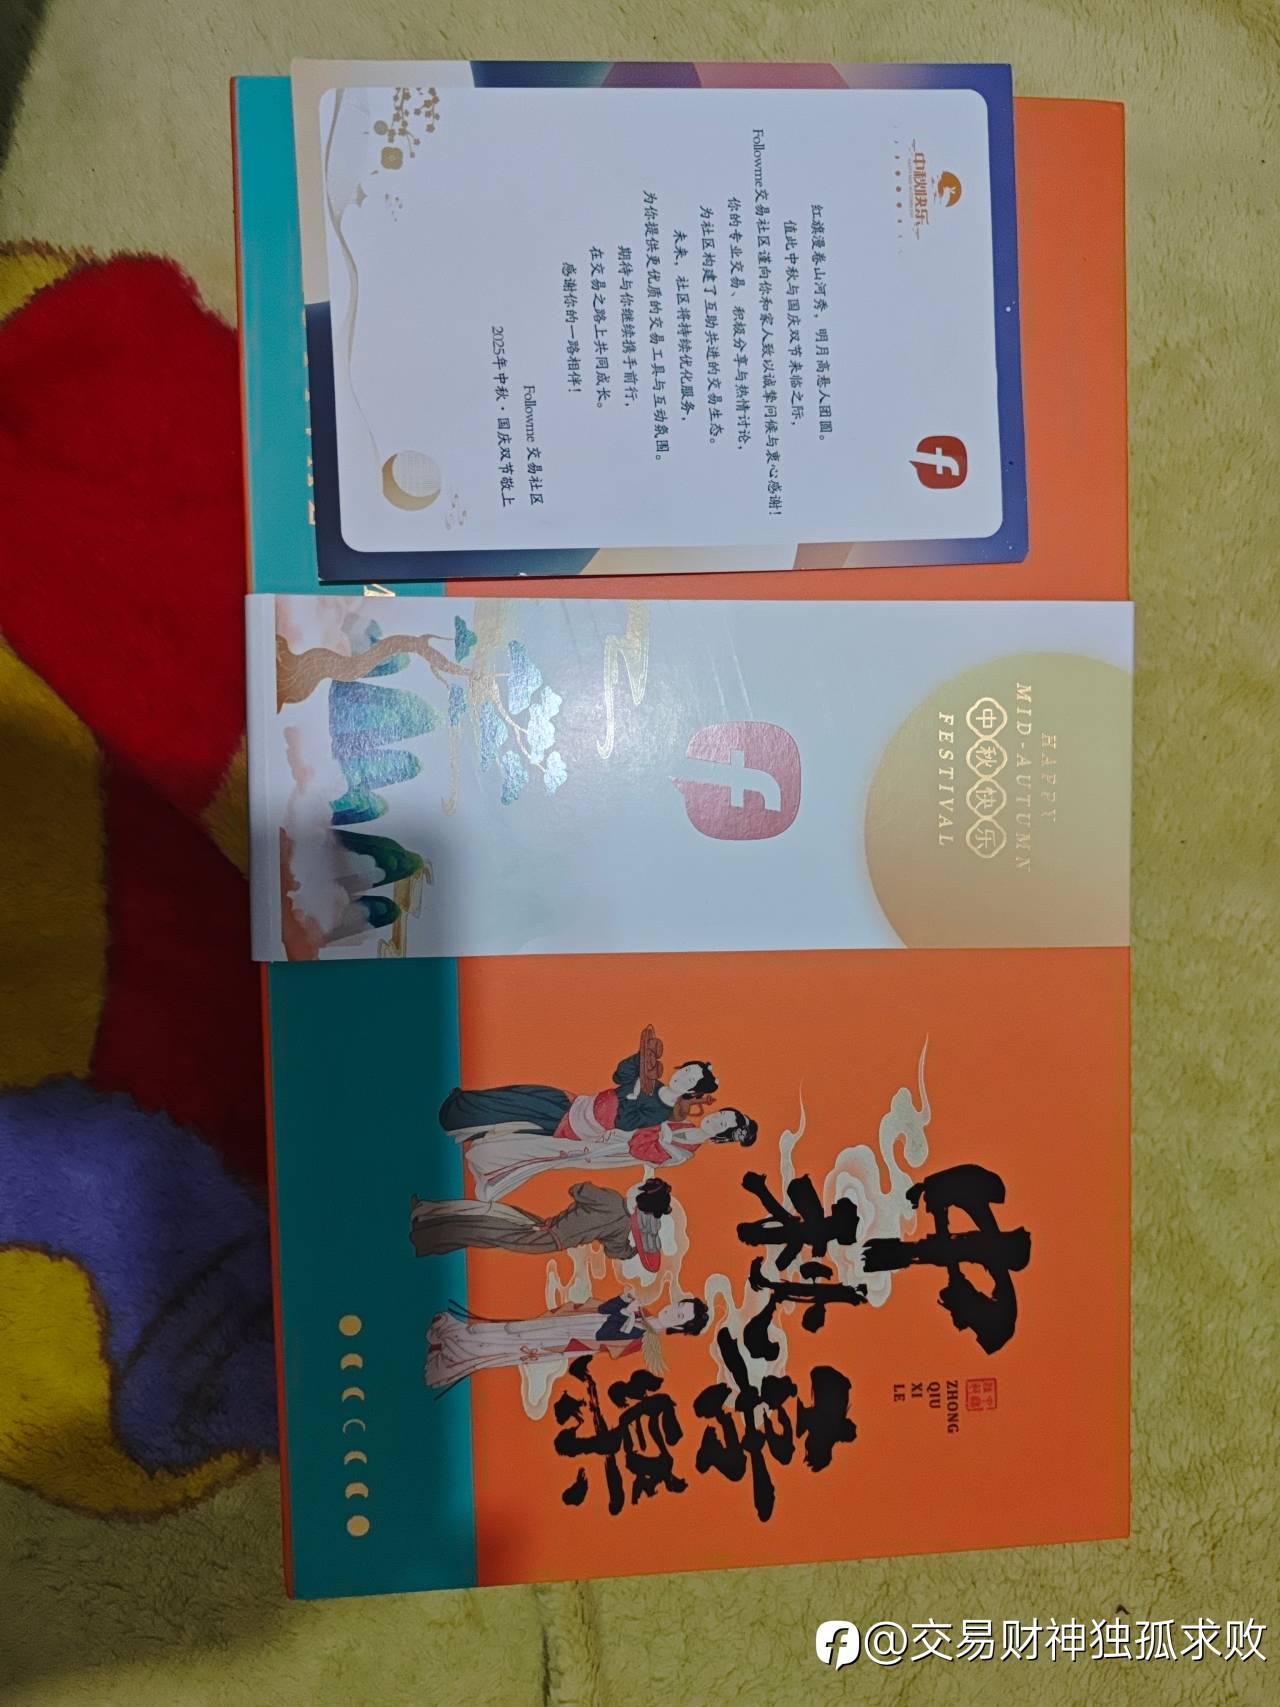 中秋快乐
红旗漫卷山河秀，明月高悬人团圆。
值此中秋与国庆双节来临之际，
Followme交易社区谨向你和家人致以诚挚问候与衷心感谢！
你的专业交易、积极分享与热情讨论，
为社区构建了互助共进的交易生态。
未来，社区将持续优化服务，
为你提供更优质的交易工具与互动氛围。
期待与你继续携手前行，
在交易之路上共同成长。
感谢你的一路相伴！
Followme 交易社区
2025年中秋·国庆双节敬上
HAPPY
MID-AUTUMN
中秋快乐
FESTIVAL
中秋喜樂
ZHONG
QIU
XI
LE
@交易财神独孤求败